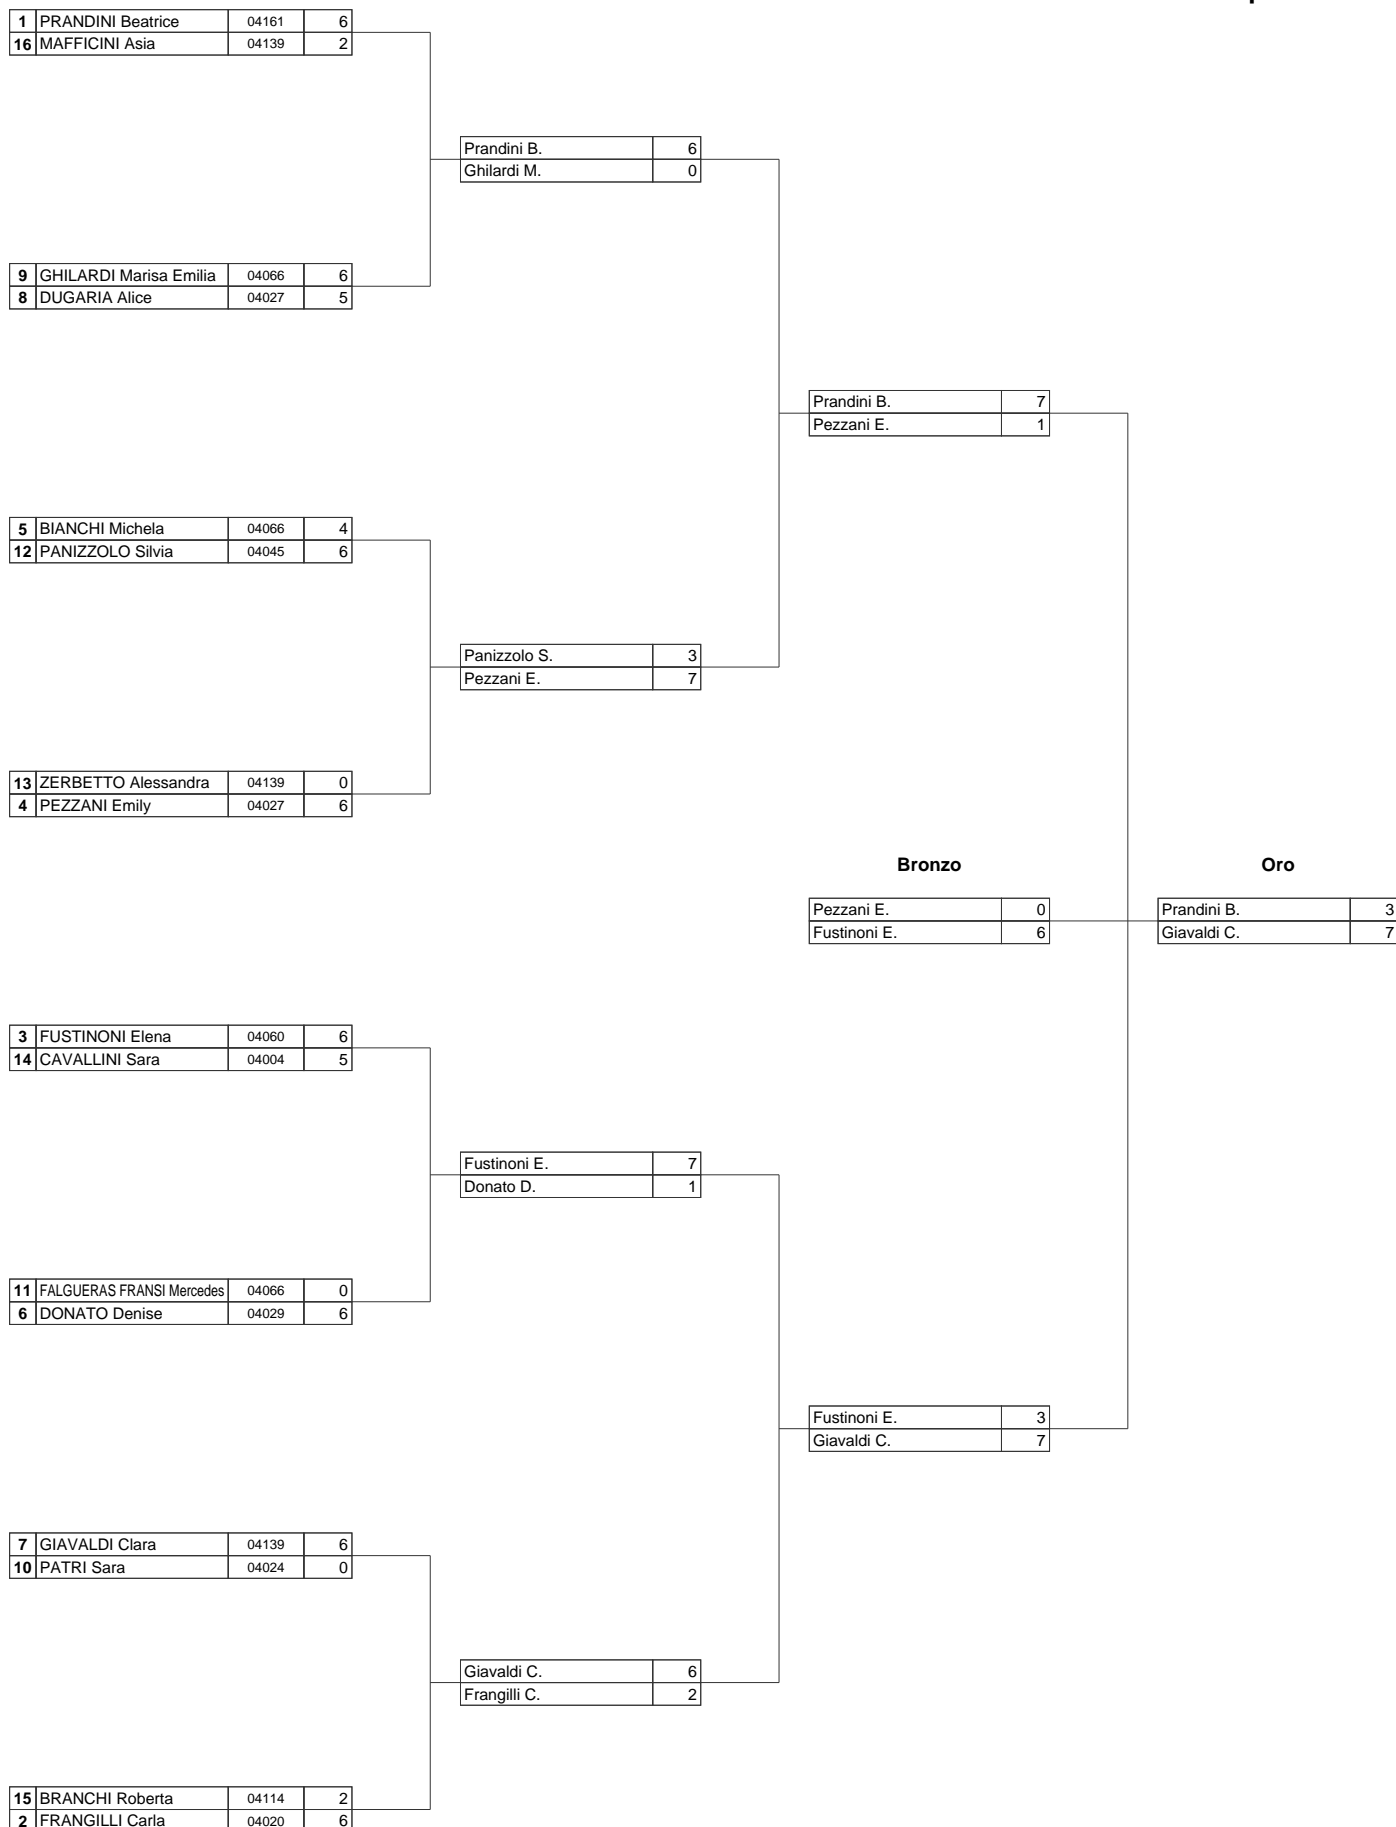 1 PRANDINI Beatrice 04161 6
16 MAFFICINI Asia 04139 2
Prandini B. 6
Ghilardi M. 0
9 GHILARDI Marisa Emilia 04066 6
8 DUGARIA Alice 04027 5
Prandini B. 7
Pezzani E. 1
5 BIANCHI Michela 04066 4
12 PANIZZOLO Silvia 04045 6
Panizzolo S. 3
Pezzani E. 7
13 ZERBETTO Alessandra 04139 0
4 PEZZANI Emily 04027 6
Bronzo Oro
Pezzani E. 0 Prandini B. 3
Fustinoni E. 6 Giavaldi C. 7
3 FUSTINONI Elena 04060 6
14 CAVALLINI Sara 04004 5
Fustinoni E. 7
Donato D. 1
11 FALGUERAS FRANSI Mercedes 04066 0
6 DONATO Denise 04029 6
Fustinoni E. 3
Giavaldi C. 7
7 GIAVALDI Clara 04139 6
10 PATRI Sara 04024 0
Giavaldi C. 6
Frangilli C. 2
15 BRANCHI Roberta 04114 2
2 FRANGILLI Carla 04020 6